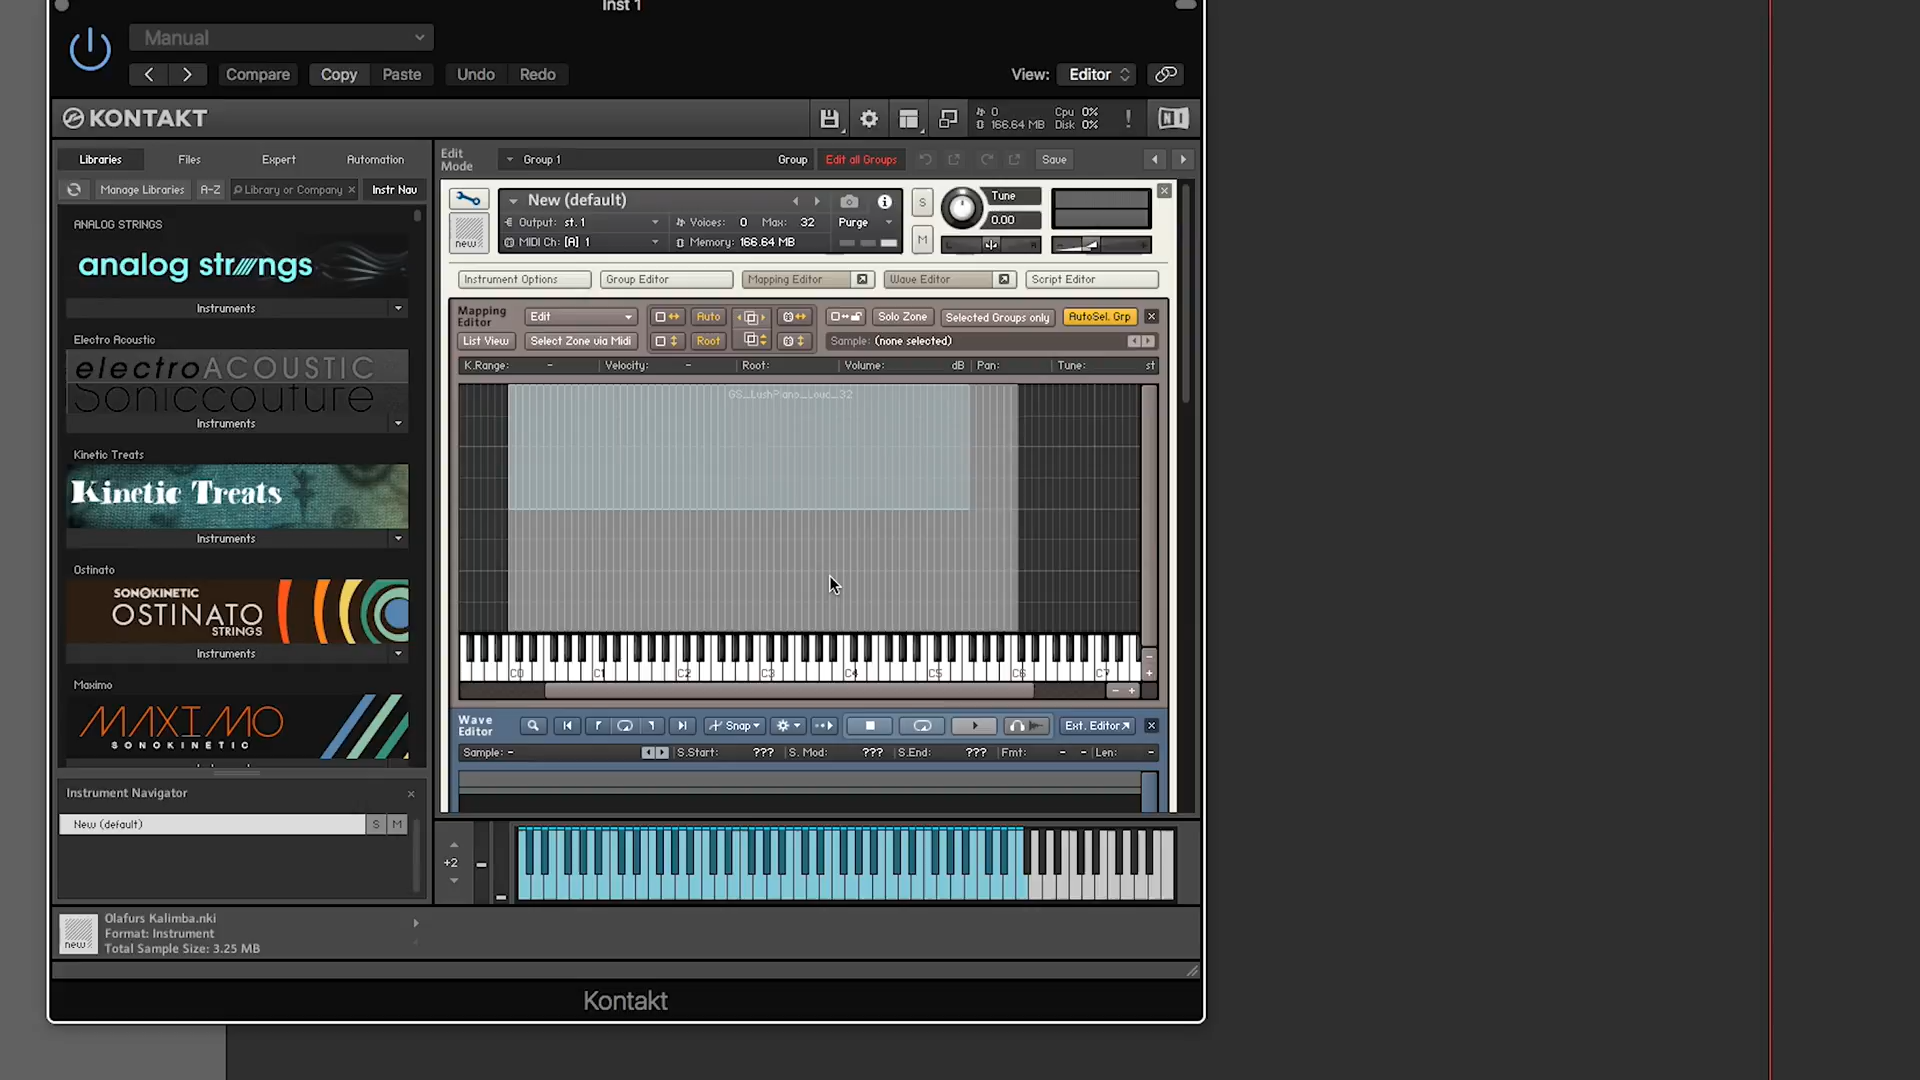 Inst 1
Manual
Compare Copy Paste Undo Redo View: Editor
KONTAKT 0 166.64 MB Cpu 0% Disk 0% ! NI
Libraries Files Expert Automation
Manage Libraries A-Z Library or Company × Instr Nav
ANALOG STRINGS
analog strings
Instruments
Electro Acoustic
electroACOUSTIC
Soniccouture
Instruments
Kinetic Treats
Kinetic Treats
Instruments
Ostinato
SONOKINETIC
OSTINATO
STRINGS
Instruments
Maximo
MAXIMO
SONOKINETIC
Instrument Navigator ×
New (default) S M
Olafurs Kalimba.nki
Format: Instrument
Total Sample Size: 3.25 MB
new
Edit Mode Group 1 Group Edit all Groups Save
New (default)
Output: st.1 Voices: 0 Max: 32 Purge
MIDI Ch: [A] 1 Memory: 166.64 MB
new
S
M
Tune
0.00
L R
Instrument Options Group Editor Mapping Editor Wave Editor Script Editor
Mapping Editor Edit Auto Solo Zone Selected Groups only AutoSel. Grp
List View Select Zone via Midi Root Sample: (none selected)
K.Range: - Velocity: - Root: Volume: dB Pan: Tune: st
GS_LushPiano_Loud_32
C0 C1 C2 C3 C4 C5 C6 C7
Wave Editor Snap Ext. Editor
Sample: - S.Start: ??? S. Mod: ??? S.End: ??? Fmt: - - Len: -
+2
Kontakt